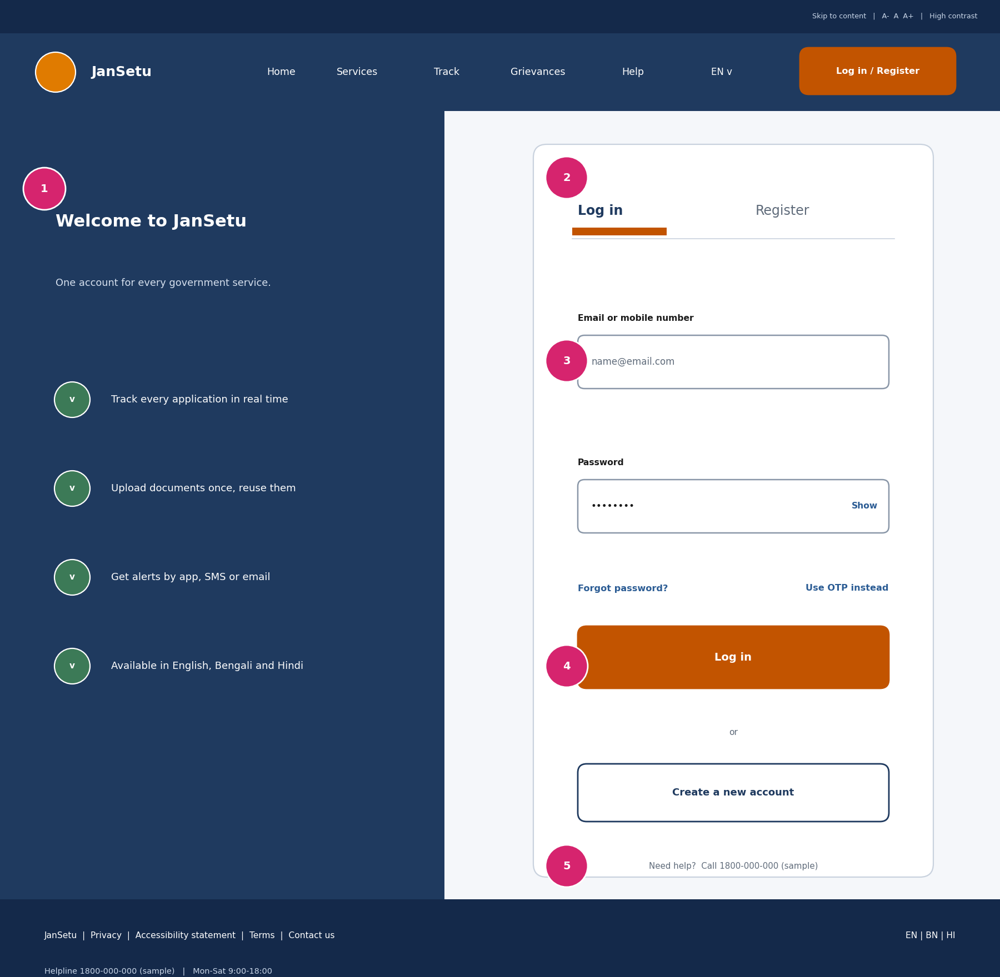 Skip to content | A- A A+ | High contrast
JanSetu Home Services Track Grievances Help EN v Log in / Register
1
Welcome to JanSetu
One account for every government service.
v Track every application in real time
v Upload documents once, reuse them
v Get alerts by app, SMS or email
v Available in English, Bengali and Hindi
2
Log in Register
Email or mobile number
3 name@email.com
Password
•••••••• Show
Forgot password? Use OTP instead
4 Log in
or
Create a new account
5 Need help? Call 1800-000-000 (sample)
JanSetu | Privacy | Accessibility statement | Terms | Contact us EN | BN | HI
Helpline 1800-000-000 (sample) | Mon-Sat 9:00-18:00